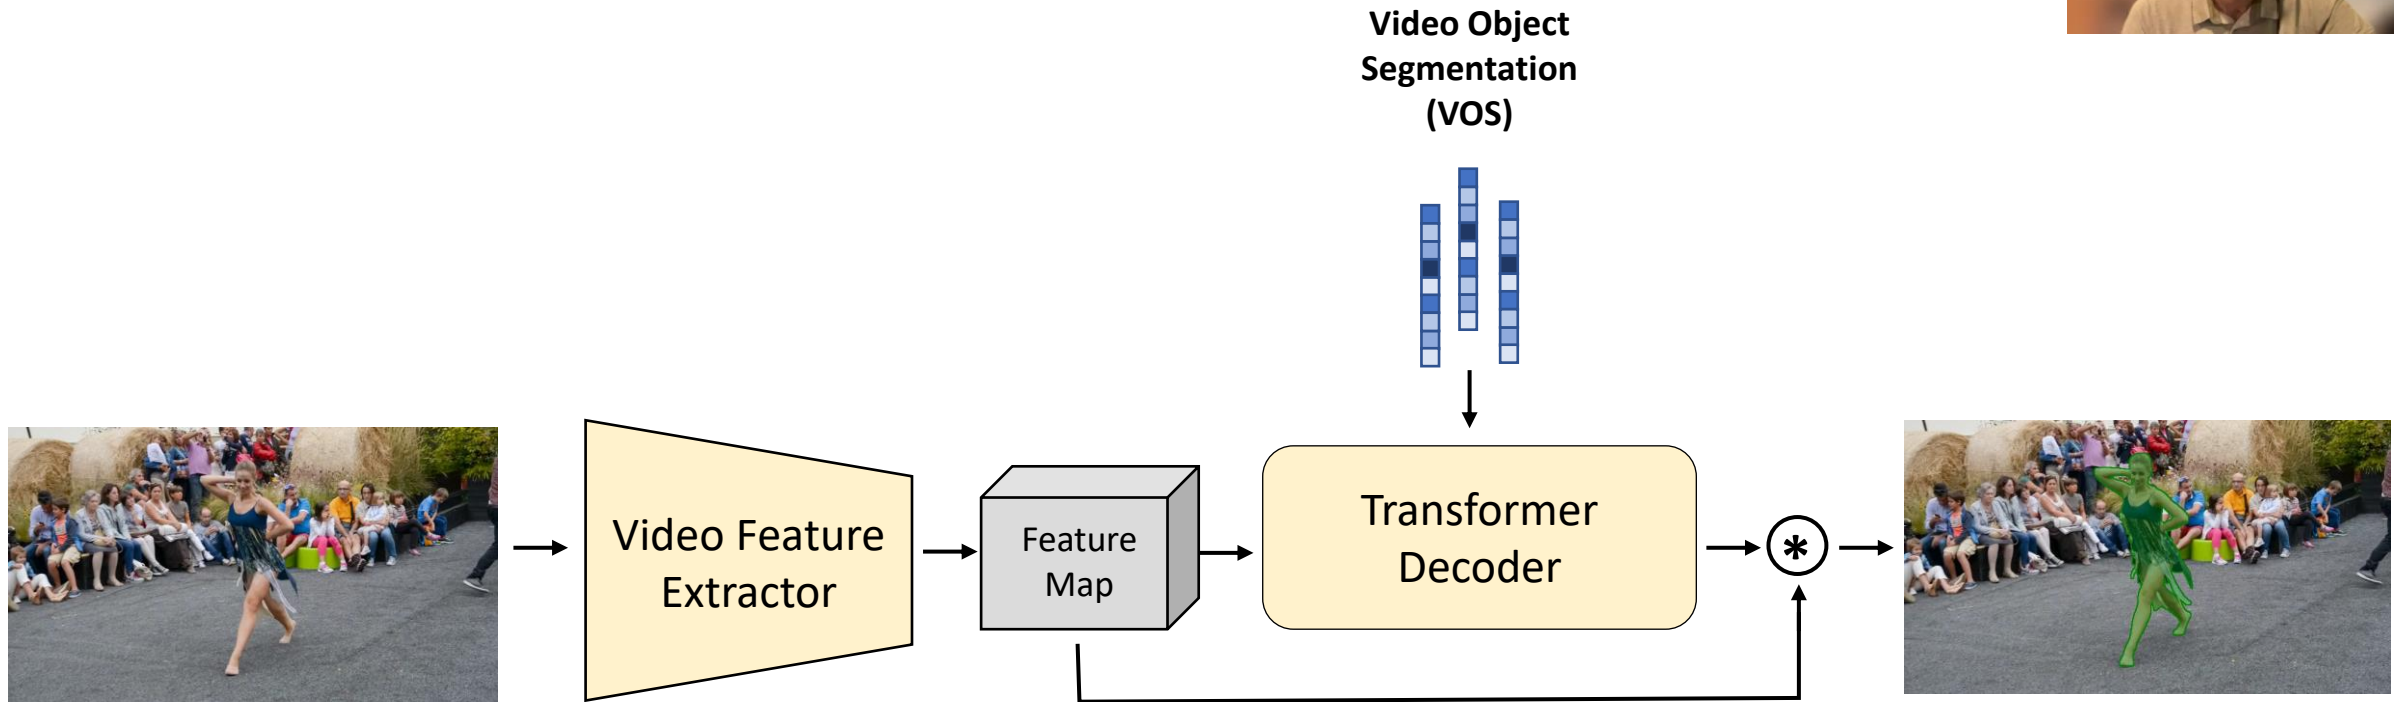 Video Object
Segmentation
(VOS)
Video Feature
Extractor
Feature
Map
Transformer
Decoder
*